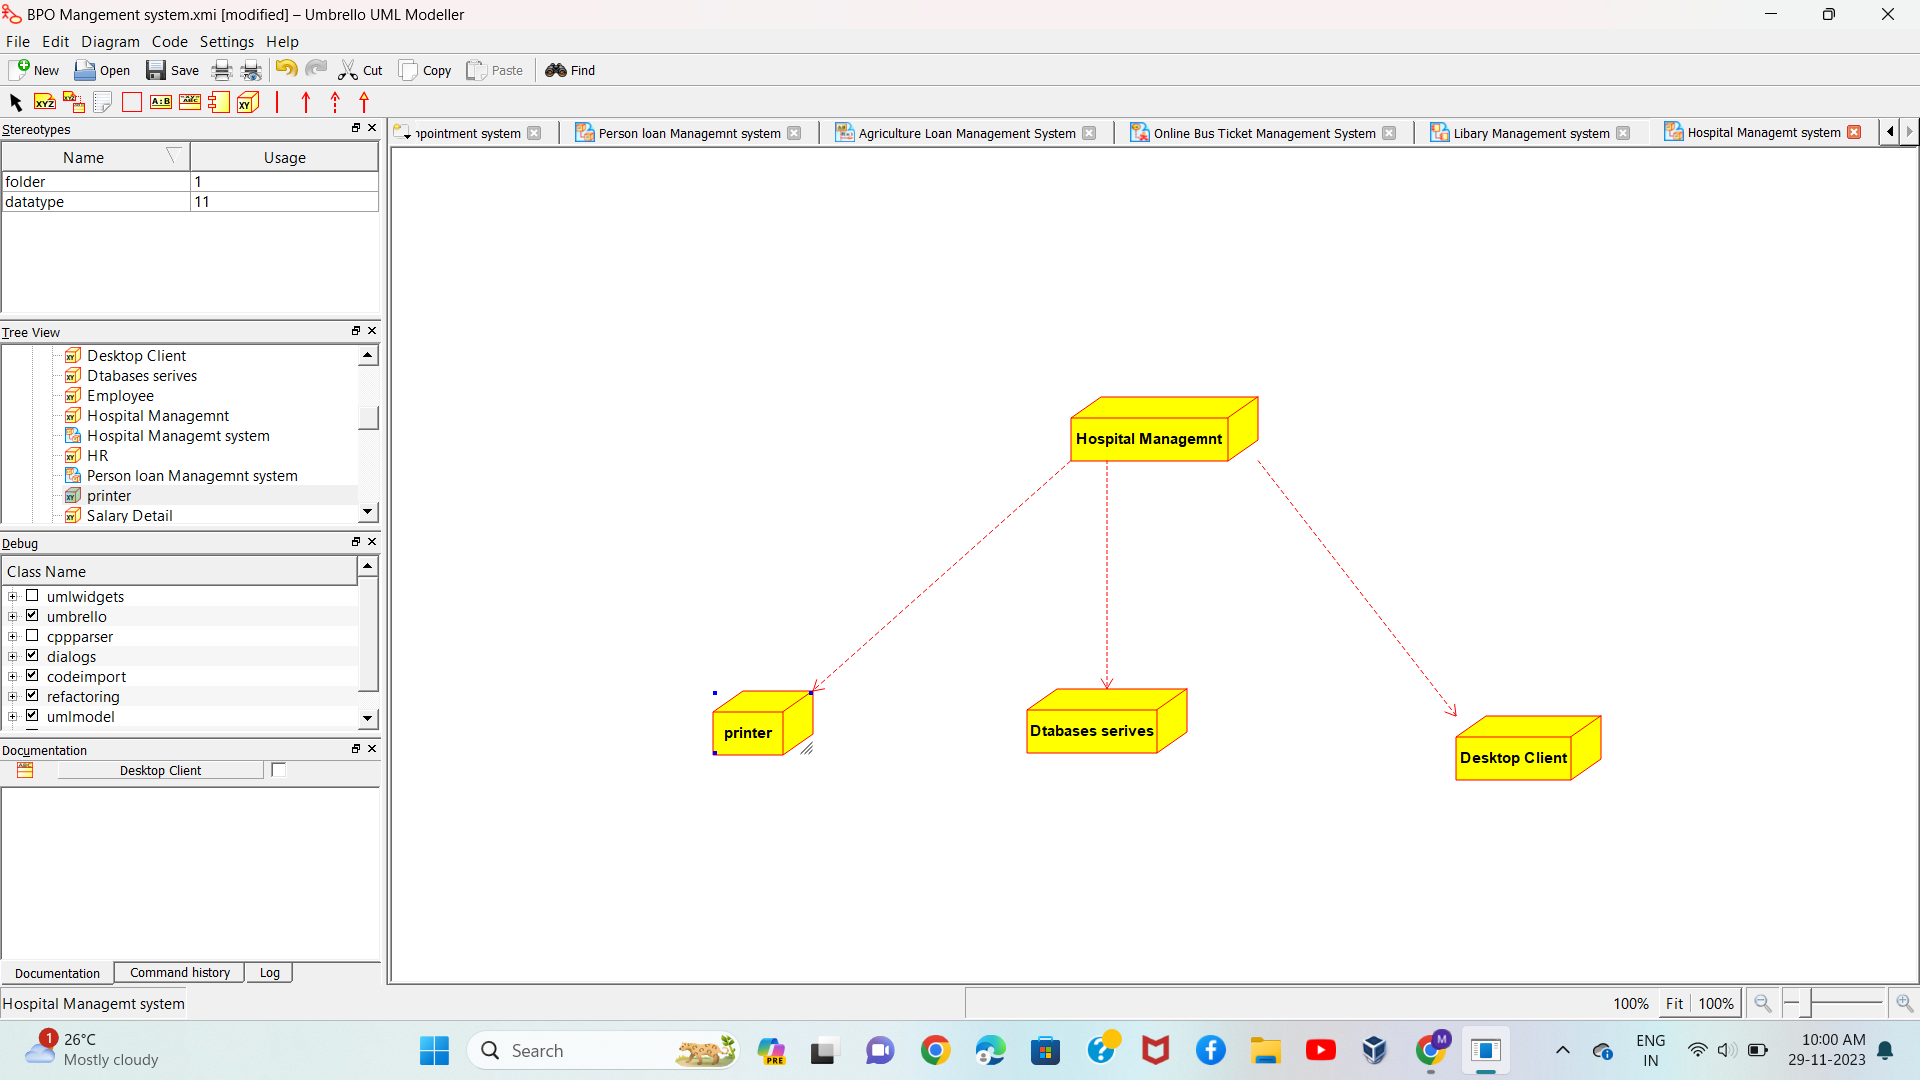 BPO Mangement system.xmi [modified] – Umbrello UML Modeller
File Edit Diagram Code Settings Help
New Open Save Cut Copy Paste Find
XYZ XYZ A:B ABC XY
Stereotypes
Name Usage
folder 1
datatype 11
Tree View
Desktop Client
Dtabases serives
Employee
Hospital Managemnt
Hospital Managemt system
HR
Person loan Managemnt system
printer
Salary Detail
Debug
Class Name
umlwidgets
umbrello
cppparser
dialogs
codeimport
refactoring
umlmodel
Documentation
Desktop Client
Documentation Command history Log
ppointment system Person loan Managemnt system Agriculture Loan Management System Online Bus Ticket Management System Libary Management system Hospital Managemt system
Hospital Managemnt
printer
Dtabases serives
Desktop Client
Hospital Managemt system
100% Fit 100%
1
26°C
Mostly cloudy
Search
PRE
M
ENG
IN
10:00 AM
29-11-2023